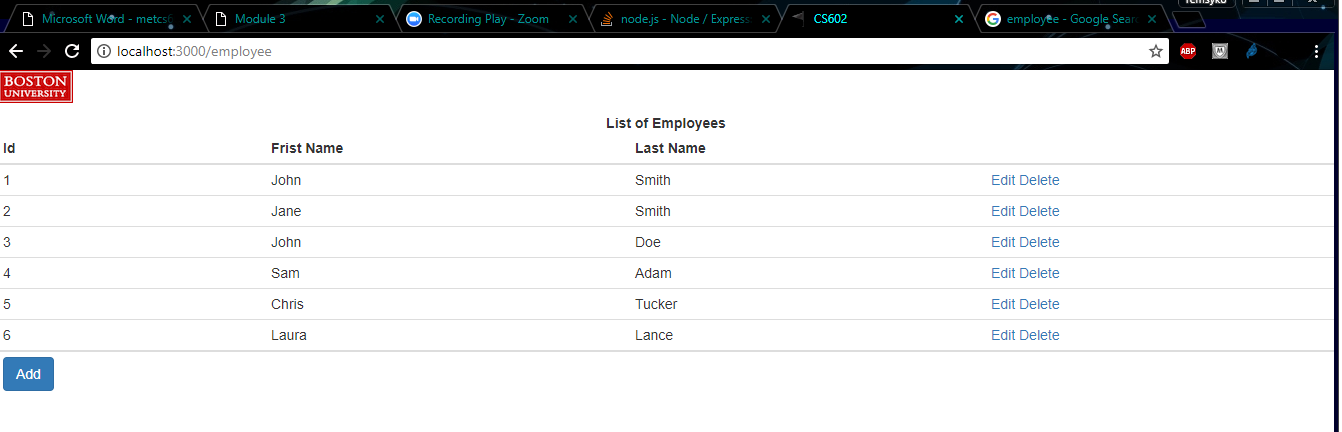 Temsyko
Microsoft Word - metcs6 Module 3 Recording Play - Zoom node.js - Node / Express CS602 employee - Google Sear
localhost:3000/employee ABP
BOSTON
UNIVERSITY
List of Employees
Id Frist Name Last Name
1 John Smith Edit Delete
2 Jane Smith Edit Delete
3 John Doe Edit Delete
4 Sam Adam Edit Delete
5 Chris Tucker Edit Delete
6 Laura Lance Edit Delete
Add